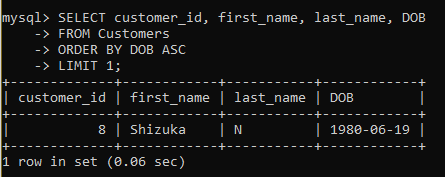 mysql> SELECT customer_id, first_name, last_name, DOB
    -> FROM Customers
    -> ORDER BY DOB ASC
    -> LIMIT 1;
+-------------+------------+-----------+------------+
| customer_id | first_name | last_name | DOB        |
+-------------+------------+-----------+------------+
|           8 | Shizuka    | N         | 1980-06-19 |
+-------------+------------+-----------+------------+
1 row in set (0.06 sec)